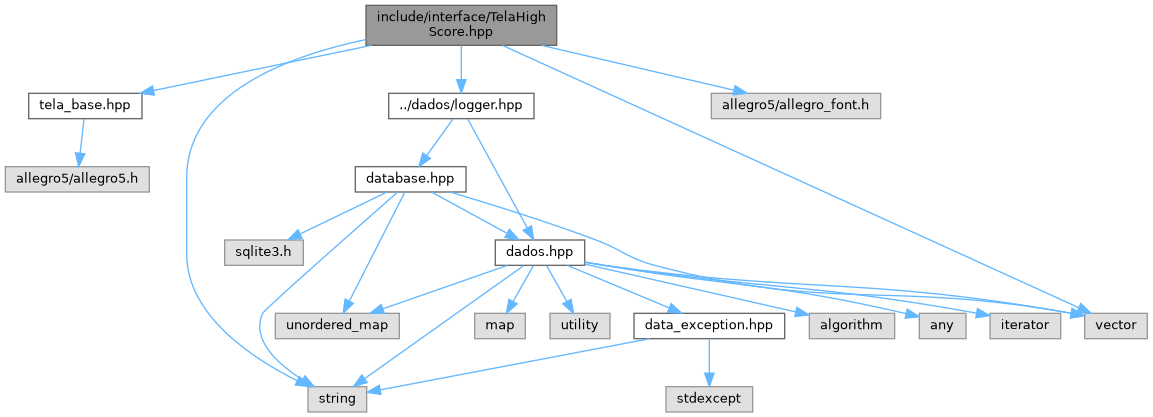 include/interface/TelaHigh
Score.hpp
tela_base.hpp
../dados/logger.hpp
allegro5/allegro_font.h
allegro5/allegro5.h
database.hpp
sqlite3.h
dados.hpp
unordered_map
map
utility
data_exception.hpp
algorithm
any
iterator
vector
string
stdexcept